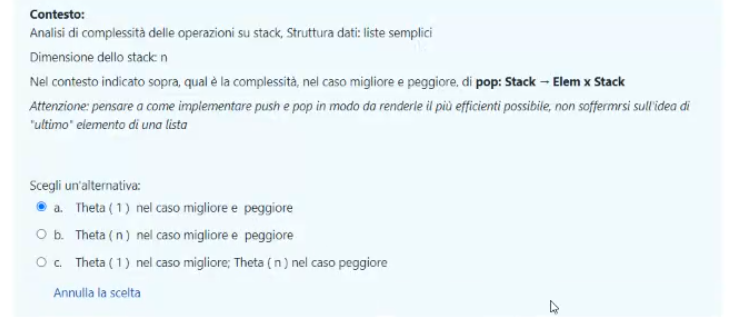 Contesto:
Analisi di complessità delle operazioni su stack, Struttura dati: liste semplici
Dimensione dello stack: n
Nel contesto indicato sopra, qual è la complessità, nel caso migliore e peggiore, di pop: Stack → Elem x Stack
Attenzione: pensare a come implementare push e pop in modo da renderle il più efficienti possibile, non soffermrsi sull'idea di
"ultimo" elemento di una lista
Scegli un'alternativa:
a. Theta ( 1 ) nel caso migliore e peggiore
b. Theta ( n ) nel caso migliore e peggiore
c. Theta ( 1 ) nel caso migliore; Theta ( n ) nel caso peggiore
Annulla la scelta